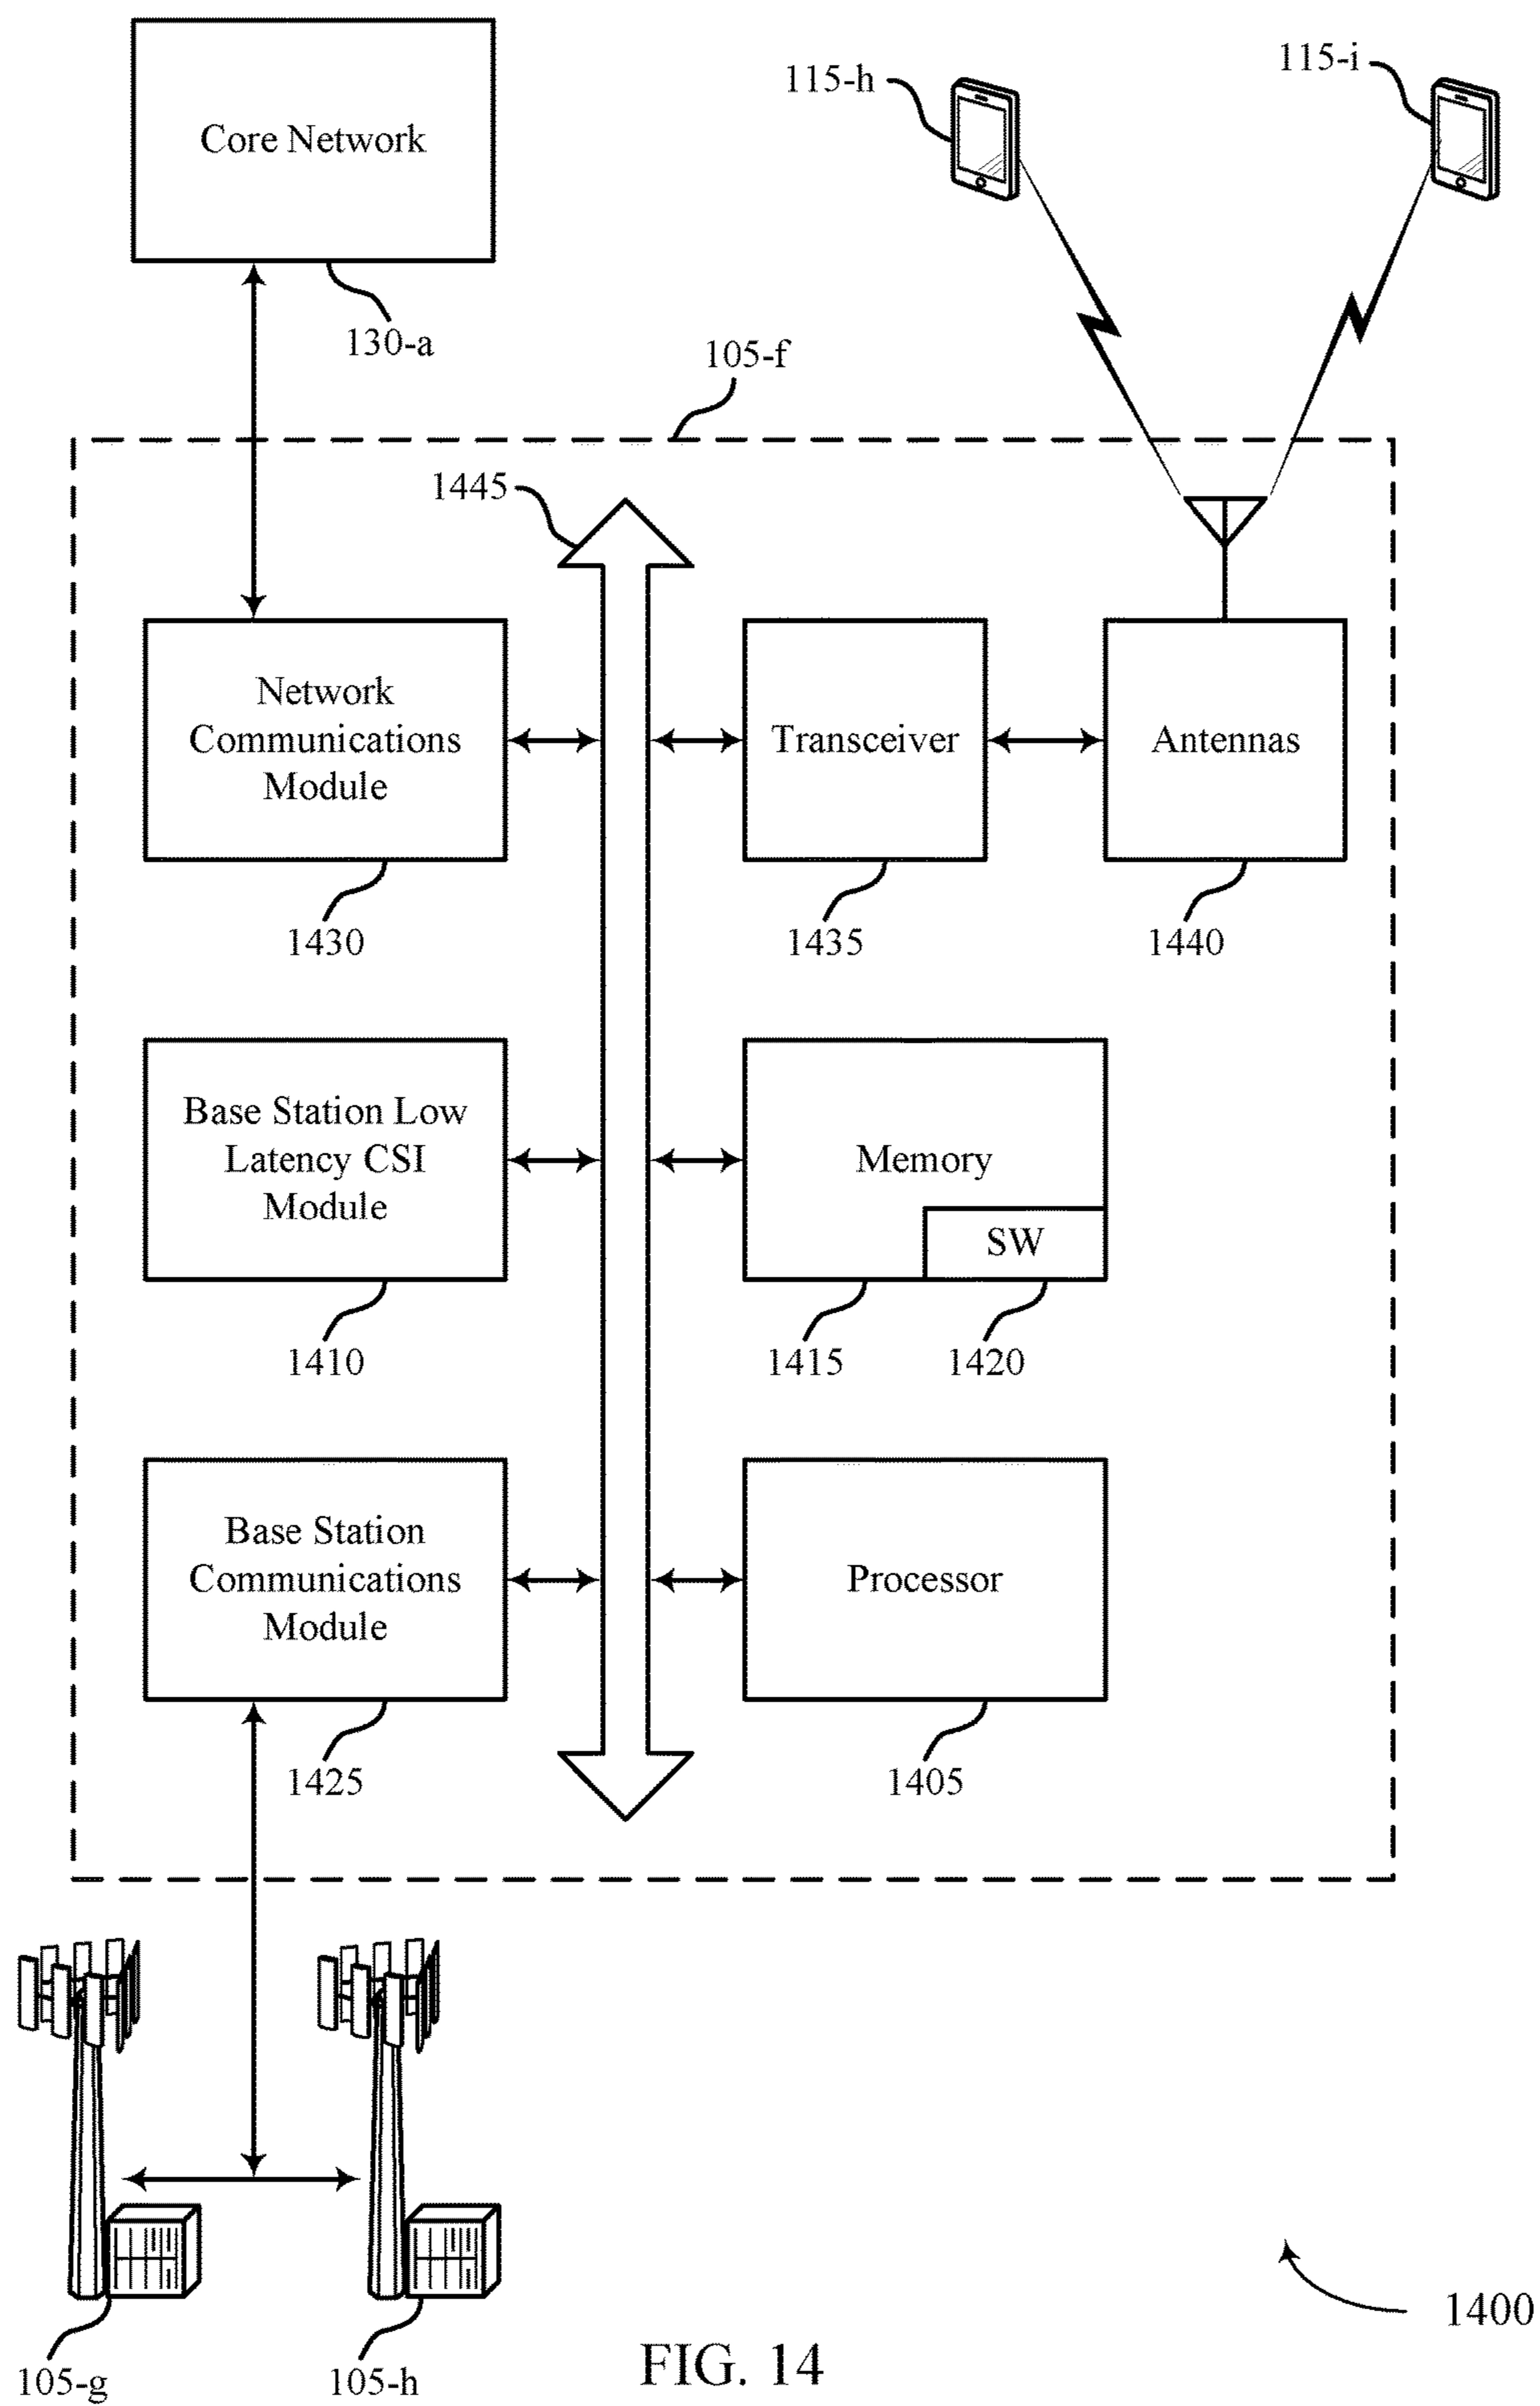 Core Network
130-a
115-h
115-i
105-f
1445
Network
Communications
Module
1430
Transceiver
1435
Antennas
1440
Base Station Low
Latency CSI
Module
1410
Memory
SW
1415
1420
Base Station
Communications
Module
1425
Processor
1405
105-g
105-h
1400
FIG. 14